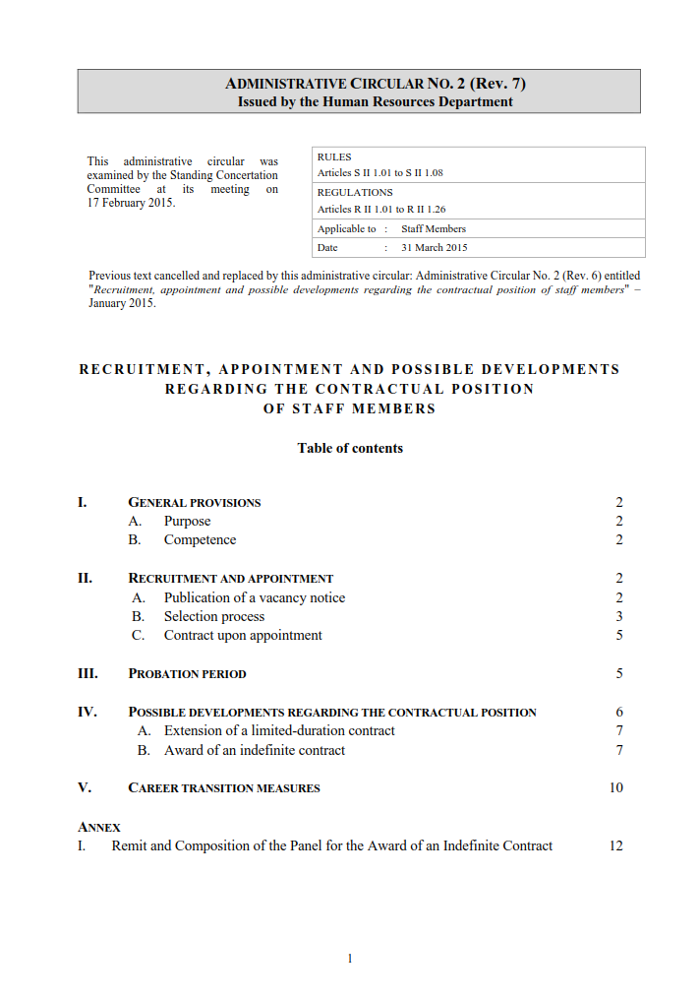 ADMINISTRATIVE CIRCULAR NO. 2 (Rev. 7)
Issued by the Human Resources Department
This administrative circular was
examined by the Standing Concertation
Committee at its meeting on
17 February 2015.
RULES
Articles S II 1.01 to S II 1.08
REGULATIONS
Articles R II 1.01 to R II 1.26
Applicable to : Staff Members
Date : 31 March 2015
Previous text cancelled and replaced by this administrative circular: Administrative Circular No. 2 (Rev. 6) entitled
"Recruitment, appointment and possible developments regarding the contractual position of staff members" –
January 2015.
RECRUITMENT, APPOINTMENT AND POSSIBLE DEVELOPMENTS
REGARDING THE CONTRACTUAL POSITION
OF STAFF MEMBERS
Table of contents
I. GENERAL PROVISIONS 2
A. Purpose 2
B. Competence 2
II. RECRUITMENT AND APPOINTMENT 2
A. Publication of a vacancy notice 2
B. Selection process 3
C. Contract upon appointment 5
III. PROBATION PERIOD 5
IV. POSSIBLE DEVELOPMENTS REGARDING THE CONTRACTUAL POSITION 6
A. Extension of a limited-duration contract 7
B. Award of an indefinite contract 7
V. CAREER TRANSITION MEASURES 10
ANNEX
I. Remit and Composition of the Panel for the Award of an Indefinite Contract 12
1